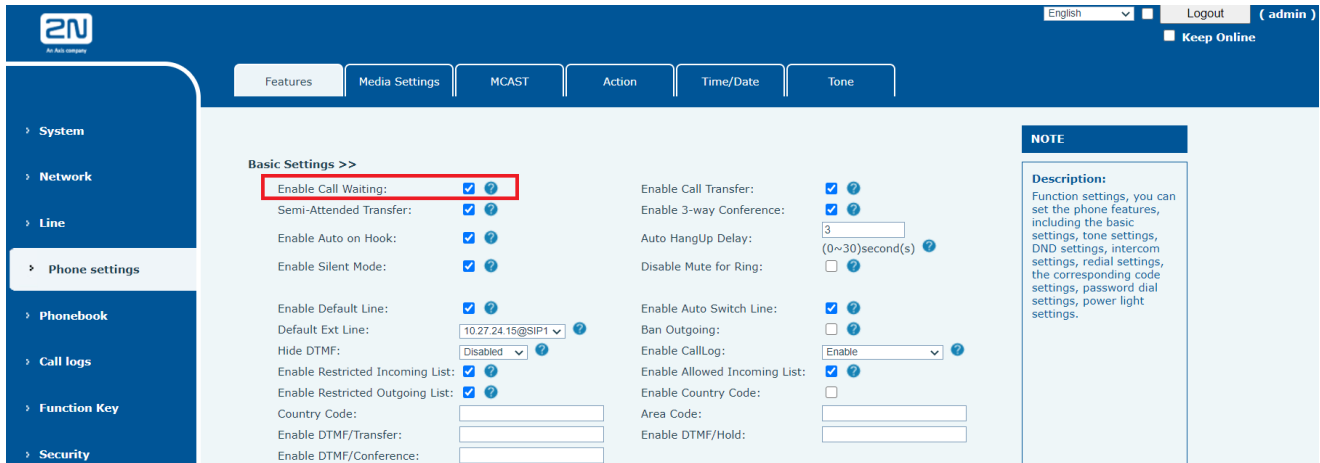 2N
An Axis company
English
Logout
( admin )
Keep Online
Features
Media Settings
MCAST
Action
Time/Date
Tone
› System
› Network
› Line
› Phone settings
› Phonebook
› Call logs
› Function Key
› Security
Basic Settings >>
Enable Call Waiting: ? Enable Call Transfer: ?
Semi-Attended Transfer: ? Enable 3-way Conference: ?
Enable Auto on Hook: ? Auto HangUp Delay: 3
(0~30)second(s) ?
Enable Silent Mode: ? Disable Mute for Ring: ?
Enable Default Line: ? Enable Auto Switch Line: ?
Default Ext Line: 10.27.24.15@SIP1 ? Ban Outgoing: ?
Hide DTMF: Disabled ? Enable CallLog: Enable ?
Enable Restricted Incoming List: ? Enable Allowed Incoming List: ?
Enable Restricted Outgoing List: ? Enable Country Code:
Country Code: Area Code:
Enable DTMF/Transfer: Enable DTMF/Hold:
Enable DTMF/Conference:
NOTE
Description:
Function settings, you can
set the phone features,
including the basic
settings, tone settings,
DND settings, intercom
settings, redial settings,
the corresponding code
settings, password dial
settings, power light
settings.